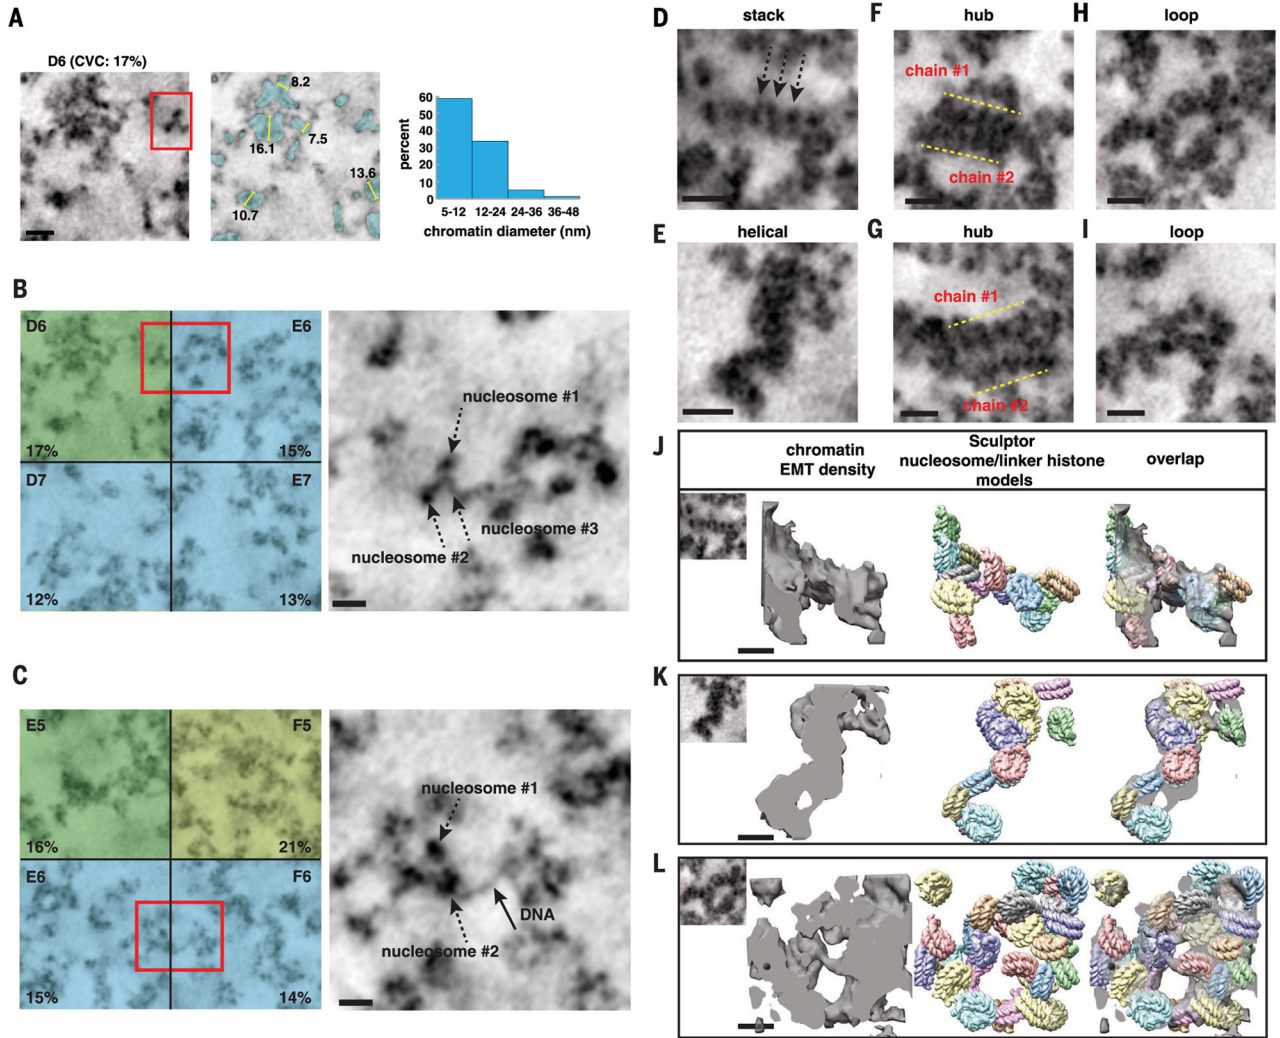 A
D6 (CVC: 17%)
8.2
7.5
16.1
13.6
10.7
60
50
40
30
20
10
0
percent
5-12 12-24 24-36 36-48
chromatin diameter (nm)
B
D6
E6
17%
15%
D7
E7
12%
13%
nucleosome #1
nucleosome #3
nucleosome #2
C
E5
F5
16%
21%
E6
F6
15%
14%
nucleosome #1
DNA
nucleosome #2
D
stack
F
hub
chain #1
chain #2
H
loop
E
helical
G
hub
chain #1
chain #2
I
loop
J
chromatin
EMT density
Sculptor
nucleosome/linker histone
models
overlap
K
L